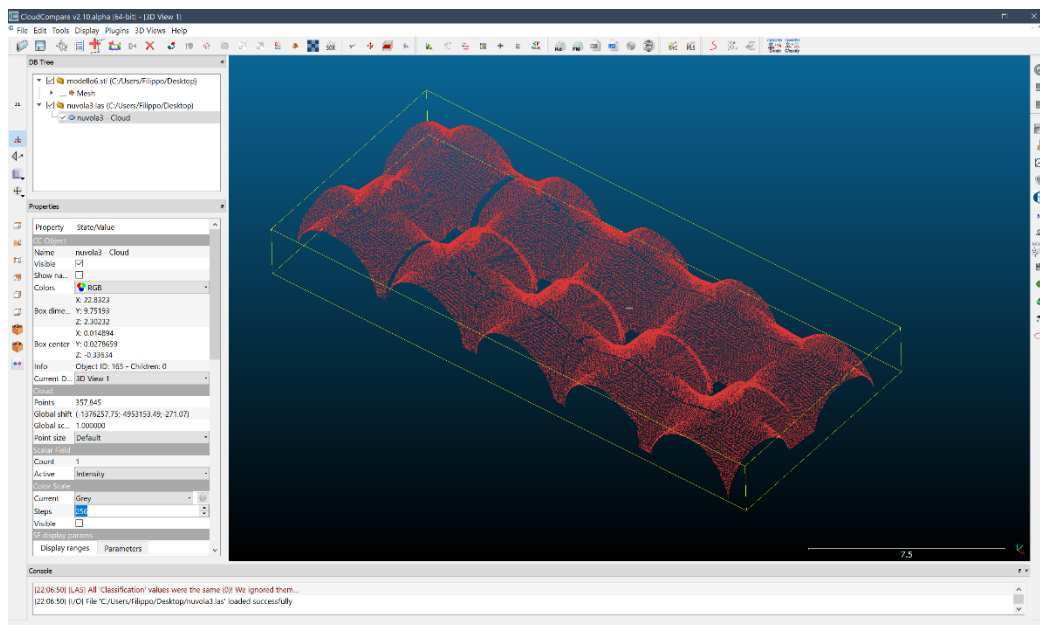 CloudCompare v2.10.alpha [64-bit] - [3D View 1]
File Edit Tools Display Plugins 3D Views Help
SOR
DB Tree
modello6.stl (C:/Users/Filippo/Desktop)
Mesh
nuvola3.las (C:/Users/Filippo/Desktop)
nuvola3 - Cloud
Properties
Property State/Value
CC Object
Name nuvola3 - Cloud
Visible
Show na...
Colors RGB
X: 22.8323
Box dime... Y: 9.75193
Z: 2.30232
X: 0.014894
Box center Y: 0.0278659
Z: -0.33634
Info Object ID: 165 - Children: 0
Current D... 3D View 1
Cloud
Points 357,845
Global shift (-1376257.75;-4953153.49;-271.07)
Global sc... 1.000000
Point size Default
Scalar Field
Count 1
Active Intensity
Color Scale
Current Grey
Steps 256
Visible
SF display params
Display ranges Parameters
7.5
Console
[22:06:50] [LAS] All 'Classification' values were the same (0)! We ignored them...
[22:06:50] [I/O] File 'C:/Users/Filippo/Desktop/nuvola3.las' loaded successfully